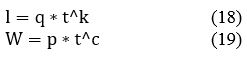 l = q * t^k (18)
W = p * t^c (19)